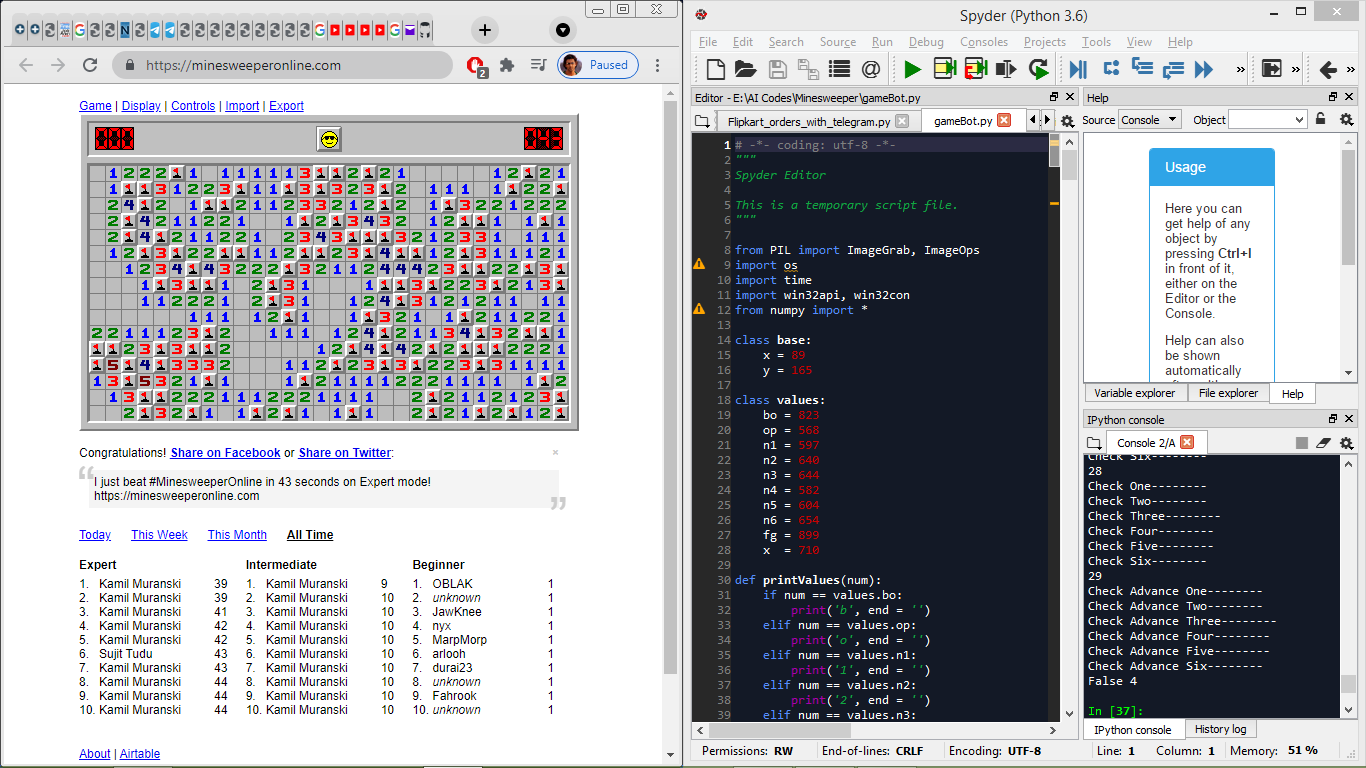 https://minesweeperonline.com
2
Paused
Game | Display | Controls | Import | Export
Congratulations! Share on Facebook or Share on Twitter:
×
I just beat #MinesweeperOnline in 43 seconds on Expert mode!
https://minesweeperonline.com
Today This Week This Month All Time
Expert Intermediate Beginner
1. Kamil Muranski 39 1. Kamil Muranski 9 1. OBLAK 1
2. Kamil Muranski 39 2. Kamil Muranski 10 2. unknown 1
3. Kamil Muranski 41 3. Kamil Muranski 10 3. JawKnee 1
4. Kamil Muranski 42 4. Kamil Muranski 10 4. nyx 1
5. Kamil Muranski 42 5. Kamil Muranski 10 5. MarpMorp 1
6. Sujit Tudu 43 6. Kamil Muranski 10 6. arlooh 1
7. Kamil Muranski 43 7. Kamil Muranski 10 7. durai23 1
8. Kamil Muranski 44 8. Kamil Muranski 10 8. unknown 1
9. Kamil Muranski 44 9. Kamil Muranski 10 9. Fahrook 1
10. Kamil Muranski 44 10. Kamil Muranski 10 10. unknown 1
About | Airtable
Spyder (Python 3.6)
File Edit Search Source Run Debug Consoles Projects Tools View Help
Editor - E:\AI Codes\Minesweeper\gameBot.py
Flipkart_orders_with_telegram.py gameBot.py
1 # -*- coding: utf-8 -*-
2 """
3 Spyder Editor
4
5 This is a temporary script file.
6 """
7
8 from PIL import ImageGrab, ImageOps
9 import os
10 import time
11 import win32api, win32con
12 from numpy import *
13
14 class base:
15 x = 89
16 y = 165
17
18 class values:
19 bo = 823
20 op = 568
21 n1 = 597
22 n2 = 640
23 n3 = 644
24 n4 = 502
25 n5 = 604
26 n6 = 654
27 fg = 899
28 x = 710
29
30 def printValues(num):
31 if num == values.bo:
32 print('b', end = '')
33 elif num == values.op:
34 print('o', end = '')
35 elif num == values.n1:
36 print('1', end = '')
37 elif num == values.n2:
38 print('2', end = '')
39 elif num == values.n3:
Help
Source Console Object
Usage
Here you can
get help of any
object by
pressing Ctrl+I
in front of it,
either on the
Editor or the
Console.
Help can also
be shown
automatically
Variable explorer File explorer Help
IPython console
Console 2/A
Check Six--------
28
Check One--------
Check Two--------
Check Three--------
Check Four--------
Check Five--------
Check Six--------
29
Check Advance One--------
Check Advance Two--------
Check Advance Three--------
Check Advance Four--------
Check Advance Five--------
Check Advance Six--------
False 4
In [37]:
IPython console History log
Permissions: RW End-of-lines: CRLF Encoding: UTF-8 Line: 1 Column: 1 Memory: 51 %